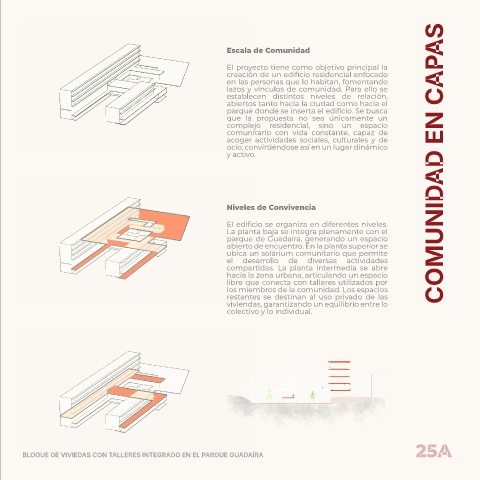 COMUNIDAD EN CAPAS
Escala de Comunidad
El proyecto tiene como objetivo principal la
creación de un edificio residencial enfocado
en las personas que lo habitan, fomentando
lazos y vínculos de comunidad. Para ello se
establecen distintos niveles de relación,
abiertos tanto hacia la ciudad como hacia el
parque donde se inserta el edificio. Se busca
que la propuesta no sea únicamente un
complejo residencial, sino un espacio
comunitario con vida constante, capaz de
acoger actividades sociales, culturales y de
ocio, convirtiéndose así en un lugar dinámico
y activo.
Niveles de Convivencia
El edificio se organiza en diferentes niveles.
La planta baja se integra plenamente con el
parque de Guadaíra, generando un espacio
abierto de encuentro. En la planta superior se
ubica un solárium comunitario que permite
el desarrollo de diversas actividades
compartidas. La planta intermedia se abre
hacia la zona urbana, articulando un espacio
libre que conecta con talleres utilizados por
los miembros de la comunidad. Los espacios
restantes se destinan al uso privado de las
viviendas, garantizando un equilibrio entre lo
colectivo y lo individual.
BLOQUE DE VIVIEDAS CON TALLERES INTEGRADO EN EL PARQUE GUADAÍRA
25A